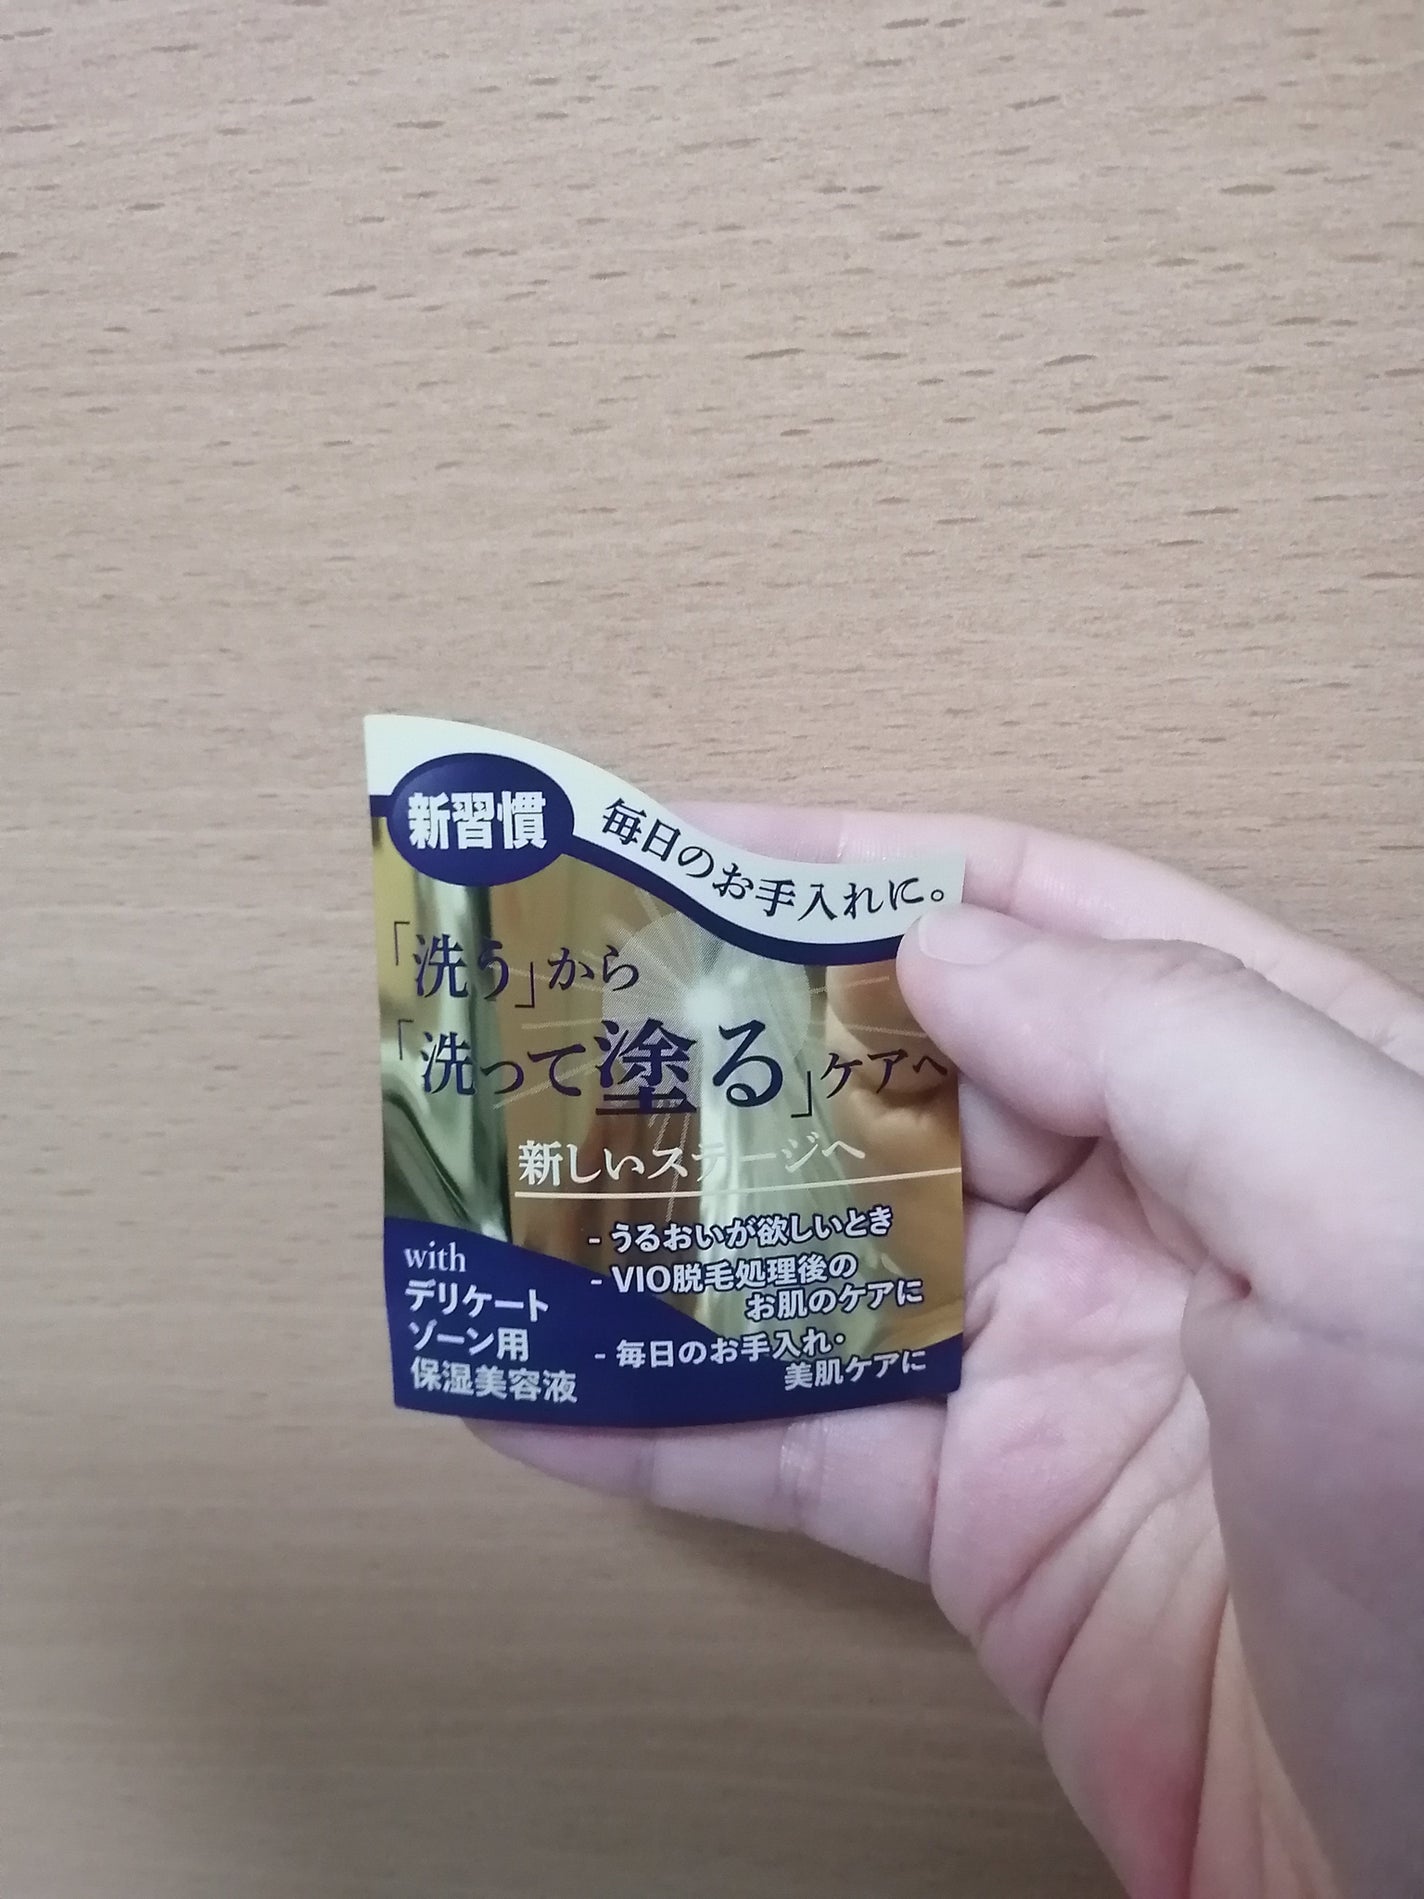 新習慣
毎日のお手入れに。
「洗う」から
「洗って塗る」ケアへ
新しいステージへ
- うるおいが欲しいとき
- VIO脱毛処理後の
お肌のケアに
- 毎日のお手入れ・
美肌ケアに
with
デリケート
ゾーン用
保湿美容液